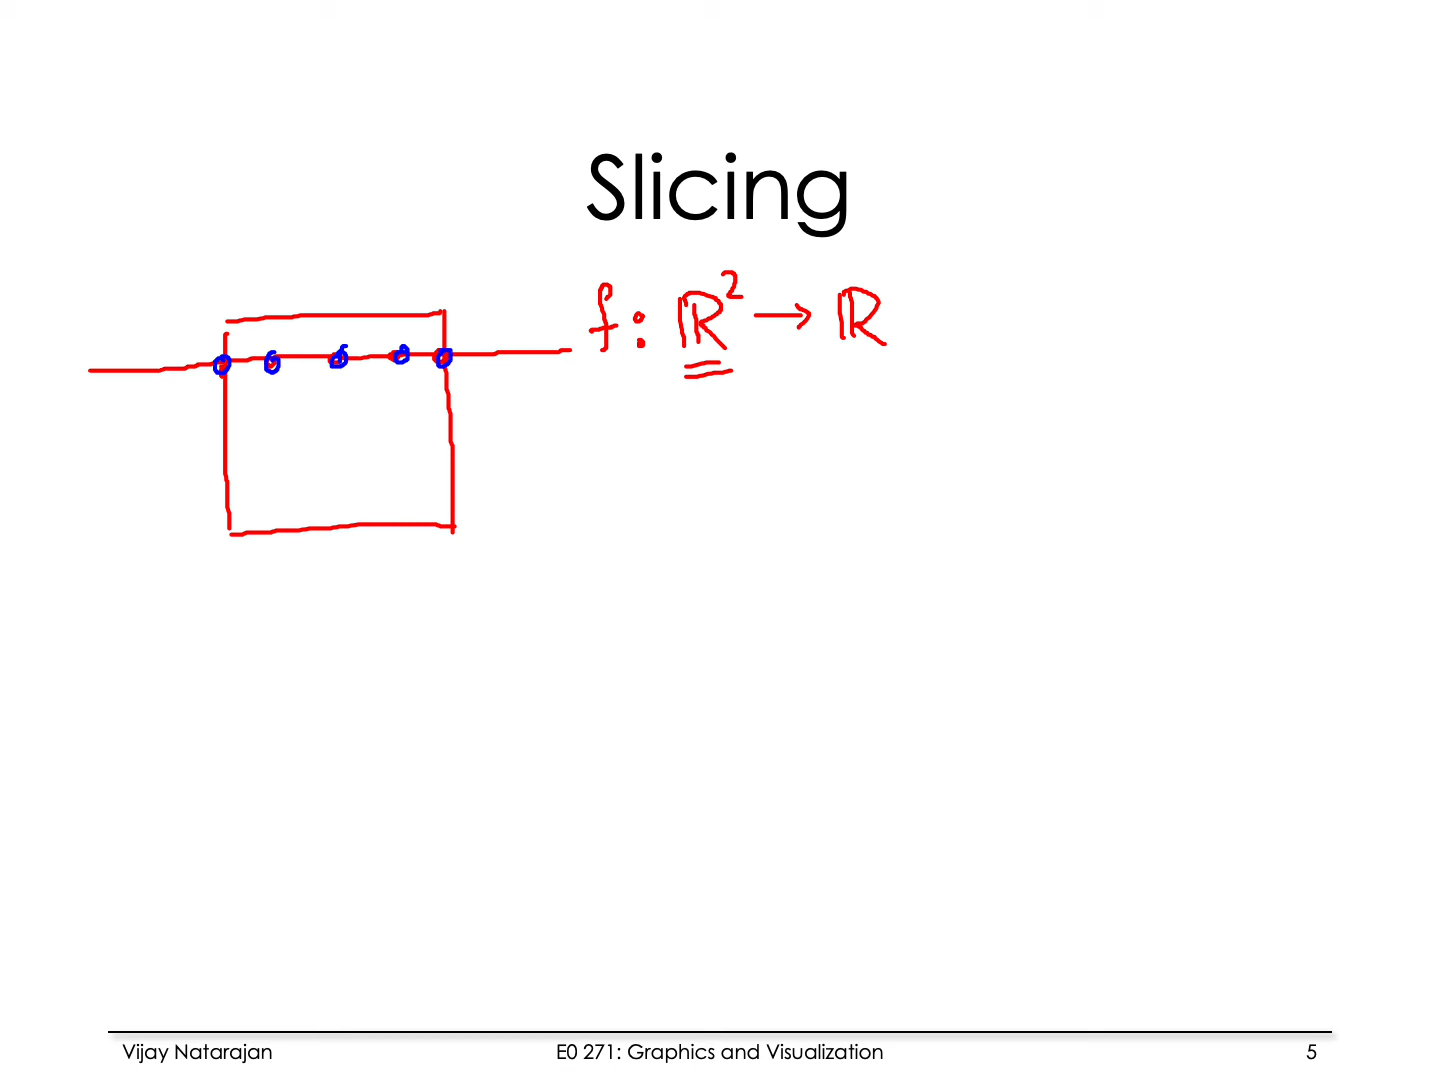 Slicing
f: ℝ² → ℝ
Vijay Natarajan
E0 271: Graphics and Visualization
5